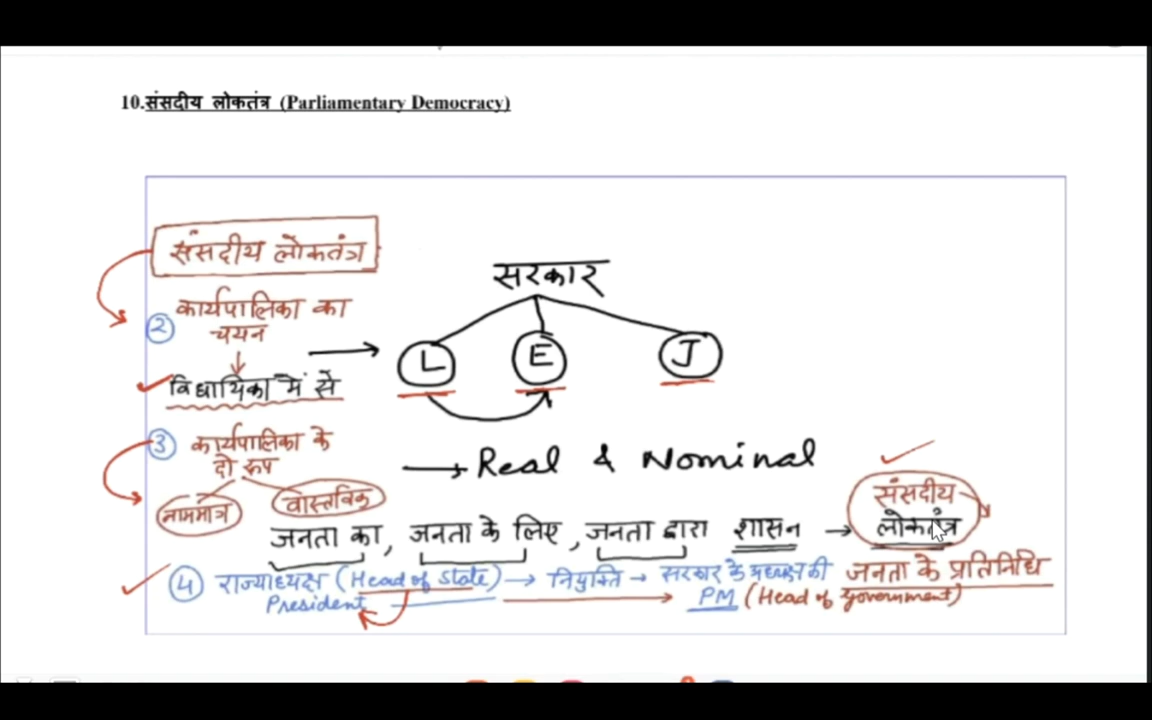 10.संसदीय लोकतंत्र (Parliamentary Democracy)
संसदीय लोकतंत्र
सरकार
L E J
② कार्यपालिका का
चयन
विधायिका में से
③ कार्यपालिका के
दो रूप
नाममात्र वास्तविक
Real & Nominal
जनता का, जनता के लिए, जनता द्वारा शासन → संसदीय
लोकतंत्र
जनता के प्रतिनिधि
④ राज्याध्यक्ष (Head of State) → नियुक्ति → सरकार के अध्यक्ष की
President PM (Head of Government)